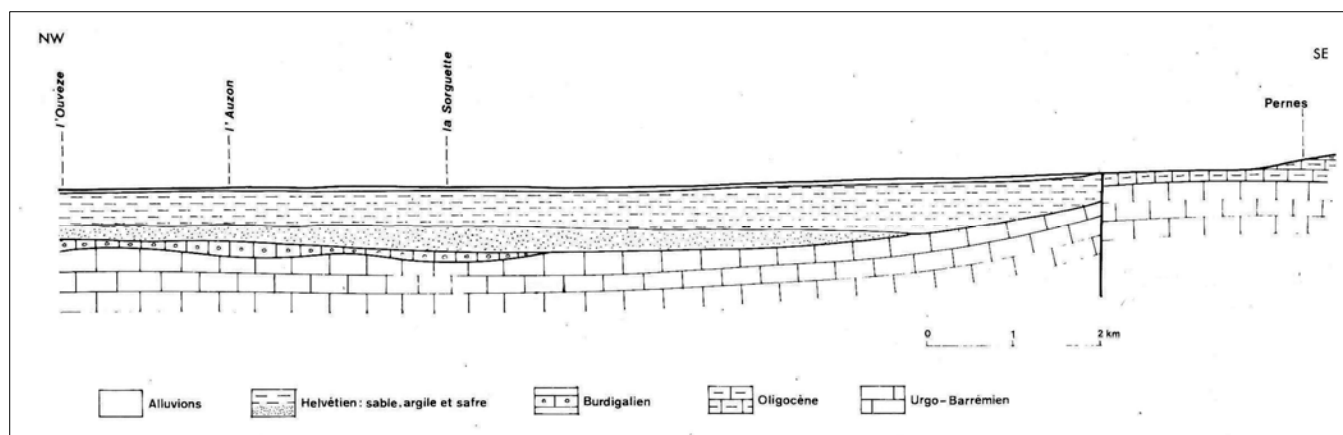 NW
SE
l'Ouvèze
l'Auzon
la Sorguette
Pernes
0 1 2 km
Alluvions
Helvétien : sable, argile et safre
Burdigalien
Oligocène
Urgo-Barrémien